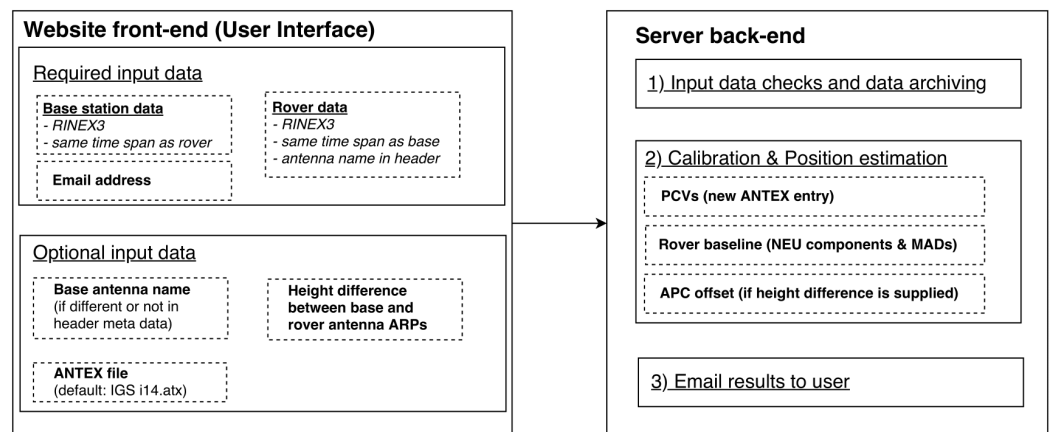 Website front-end (User Interface)
Required input data
Base station data
- RINEX3
- same time span as rover
Email address
Rover data
- RINEX3
- same time span as base
- antenna name in header
Optional input data
Base antenna name
(if different or not in
header meta data)
Height difference
between base and
rover antenna ARPs
ANTEX file
(default: IGS i14.atx)
Server back-end
1) Input data checks and data archiving
2) Calibration & Position estimation
PCVs (new ANTEX entry)
Rover baseline (NEU components & MADs)
APC offset (if height difference is supplied)
3) Email results to user